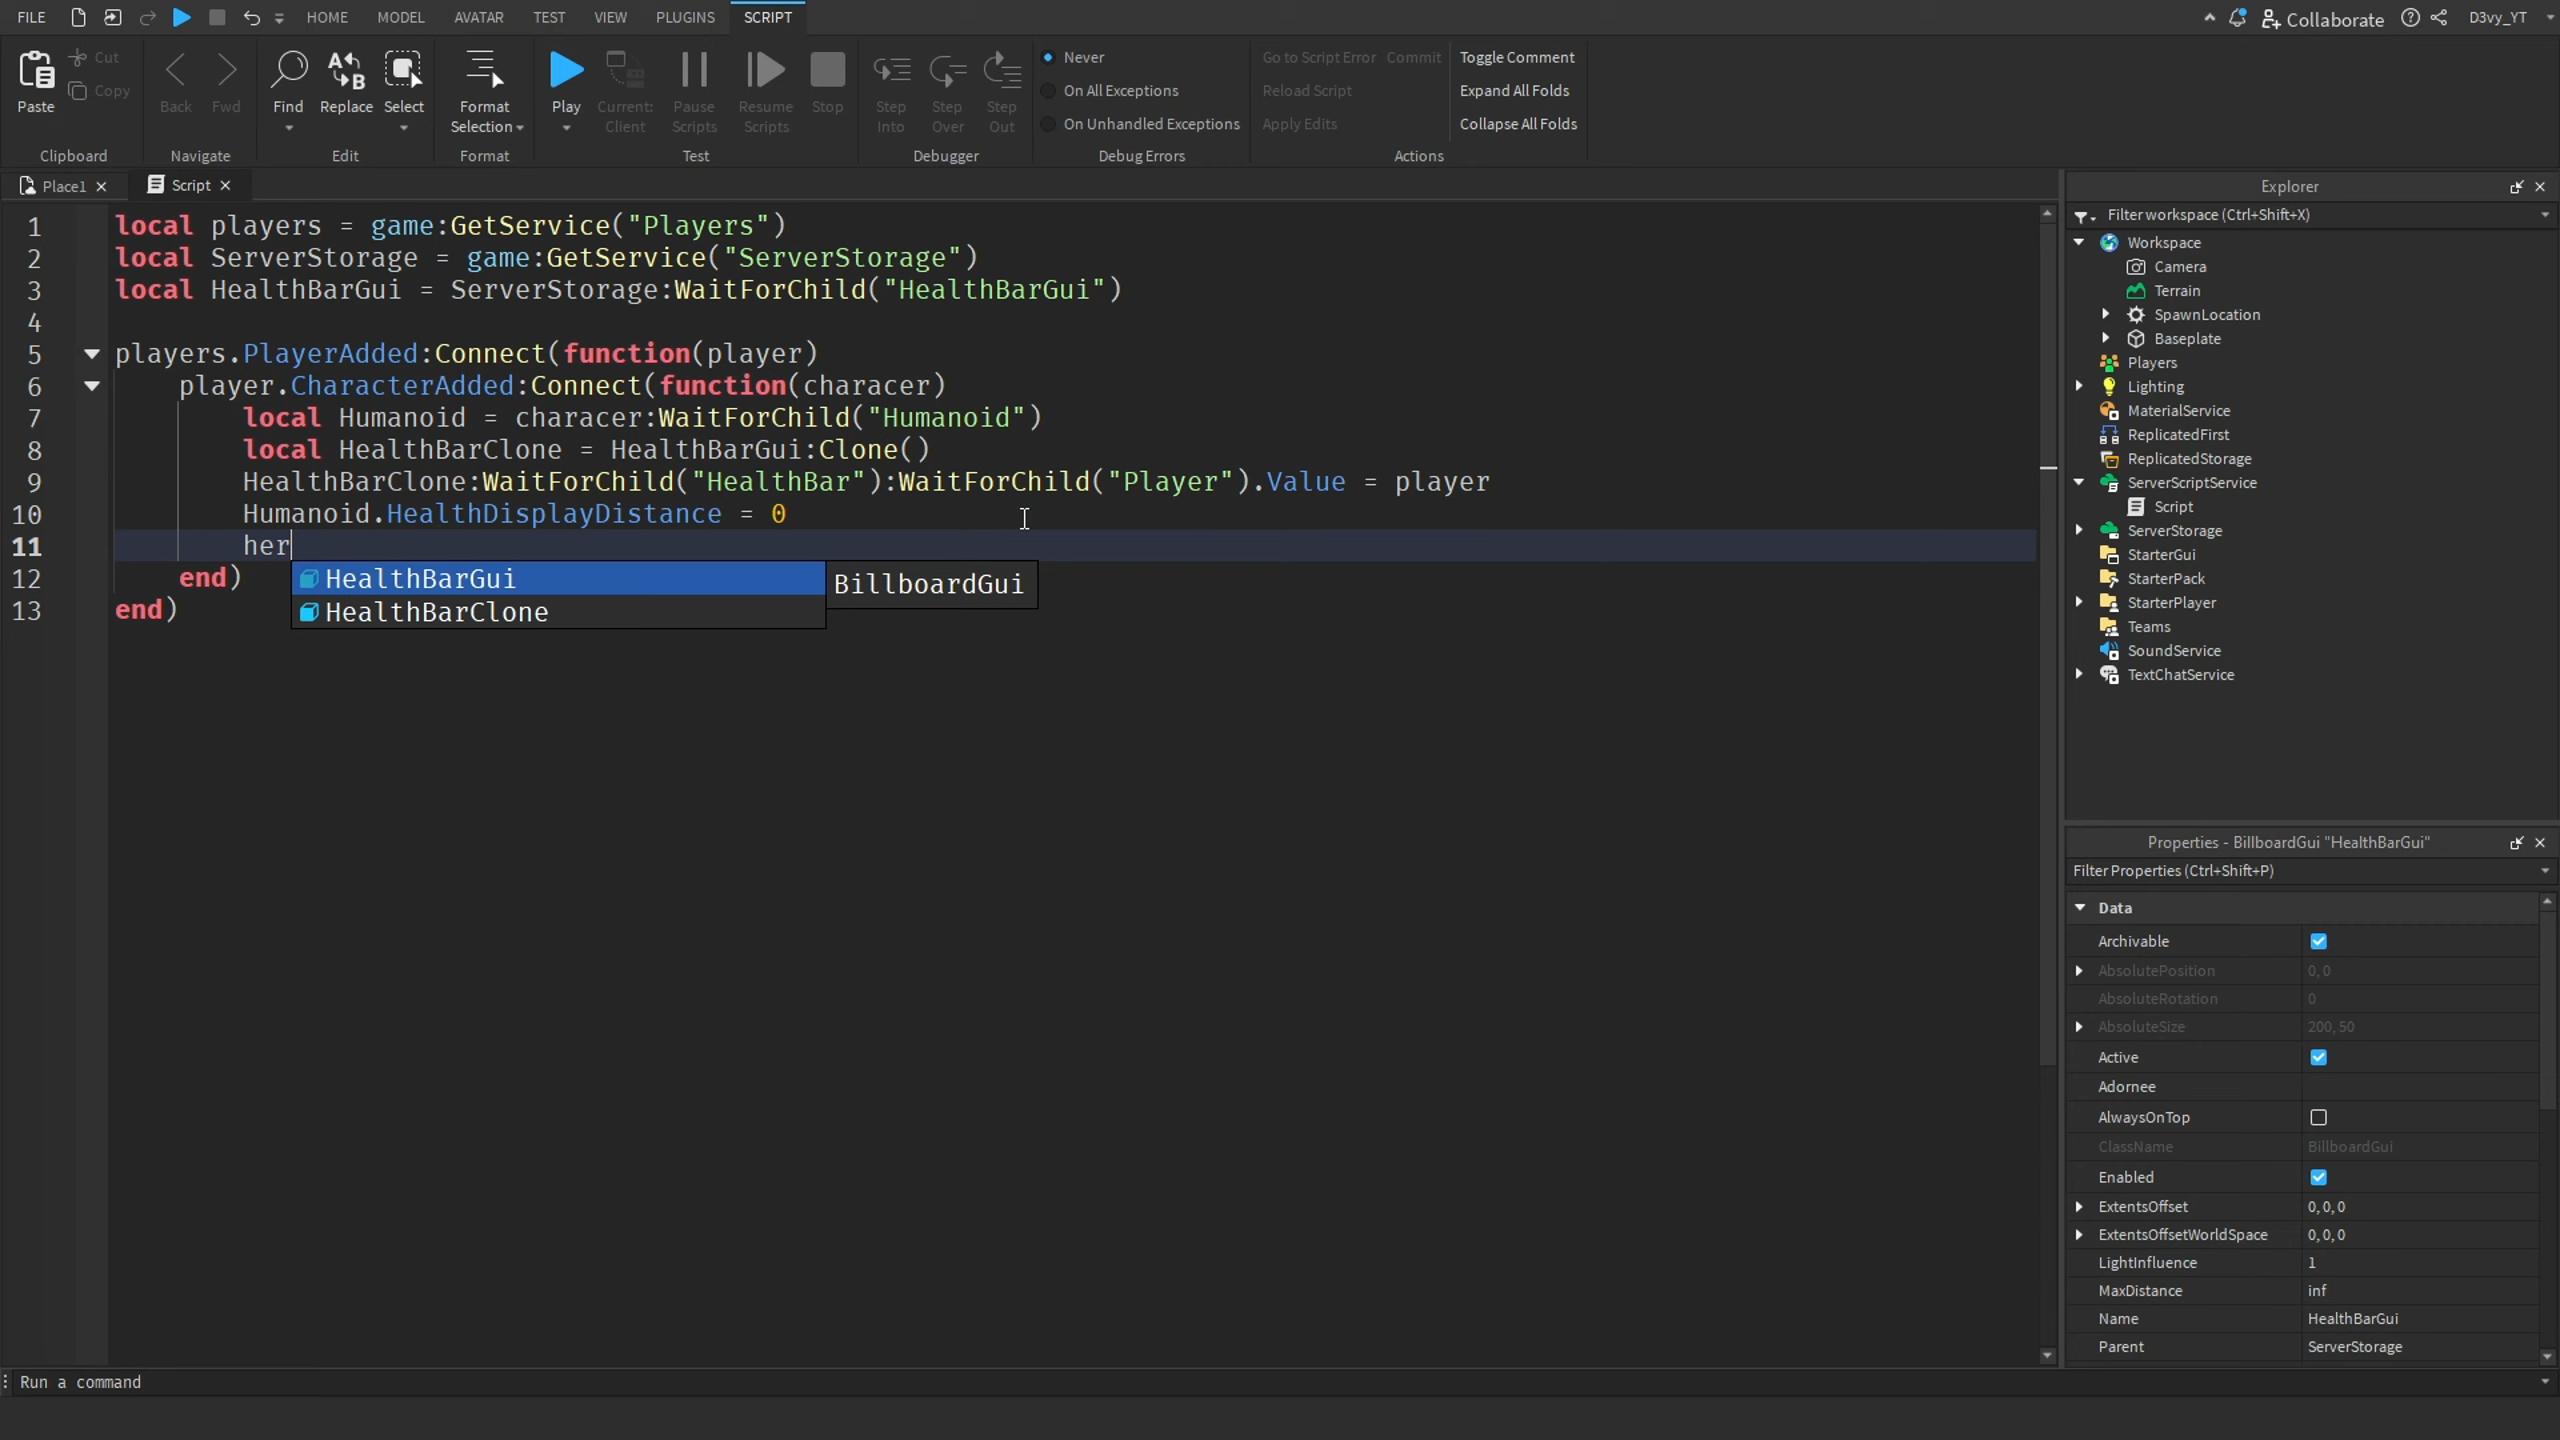 FILE HOME MODEL AVATAR TEST VIEW PLUGINS SCRIPT Collaborate D3vy_YT
Paste Cut Copy Clipboard
Back Fwd Navigate
Find Replace Select Edit
Format Selection Format
Play Current: Client Pause Scripts Resume Scripts Stop Test
Step Into Step Over Step Out Debugger
Never
On All Exceptions
On Unhandled Exceptions
Debug Errors
Go to Script Error Commit
Reload Script
Apply Edits
Toggle Comment
Expand All Folds
Collapse All Folds
Actions
Place1 × Script ×
1 local players = game:GetService("Players")
2 local ServerStorage = game:GetService("ServerStorage")
3 local HealthBarGui = ServerStorage:WaitForChild("HealthBarGui")
4
5 players.PlayerAdded:Connect(function(player)
6 player.CharacterAdded:Connect(function(characer)
7 local Humanoid = characer:WaitForChild("Humanoid")
8 local HealthBarClone = HealthBarGui:Clone()
9 HealthBarClone:WaitForChild("HealthBar"):WaitForChild("Player").Value = player
10 Humanoid.HealthDisplayDistance = 0
11 her
12 end)
13 end)
HealthBarGui BillboardGui
HealthBarClone
Explorer
Filter workspace (Ctrl+Shift+X)
Workspace
Camera
Terrain
SpawnLocation
Baseplate
Players
Lighting
MaterialService
ReplicatedFirst
ReplicatedStorage
ServerScriptService
Script
ServerStorage
StarterGui
StarterPack
StarterPlayer
Teams
SoundService
TextChatService
Properties - BillboardGui "HealthBarGui"
Filter Properties (Ctrl+Shift+P)
Data
Archivable
AbsolutePosition 0, 0
AbsoluteRotation 0
AbsoluteSize 200, 50
Active
Adornee
AlwaysOnTop
ClassName BillboardGui
Enabled
ExtentsOffset 0, 0, 0
ExtentsOffsetWorldSpace 0, 0, 0
LightInfluence 1
MaxDistance inf
Name HealthBarGui
Parent ServerStorage
Run a command